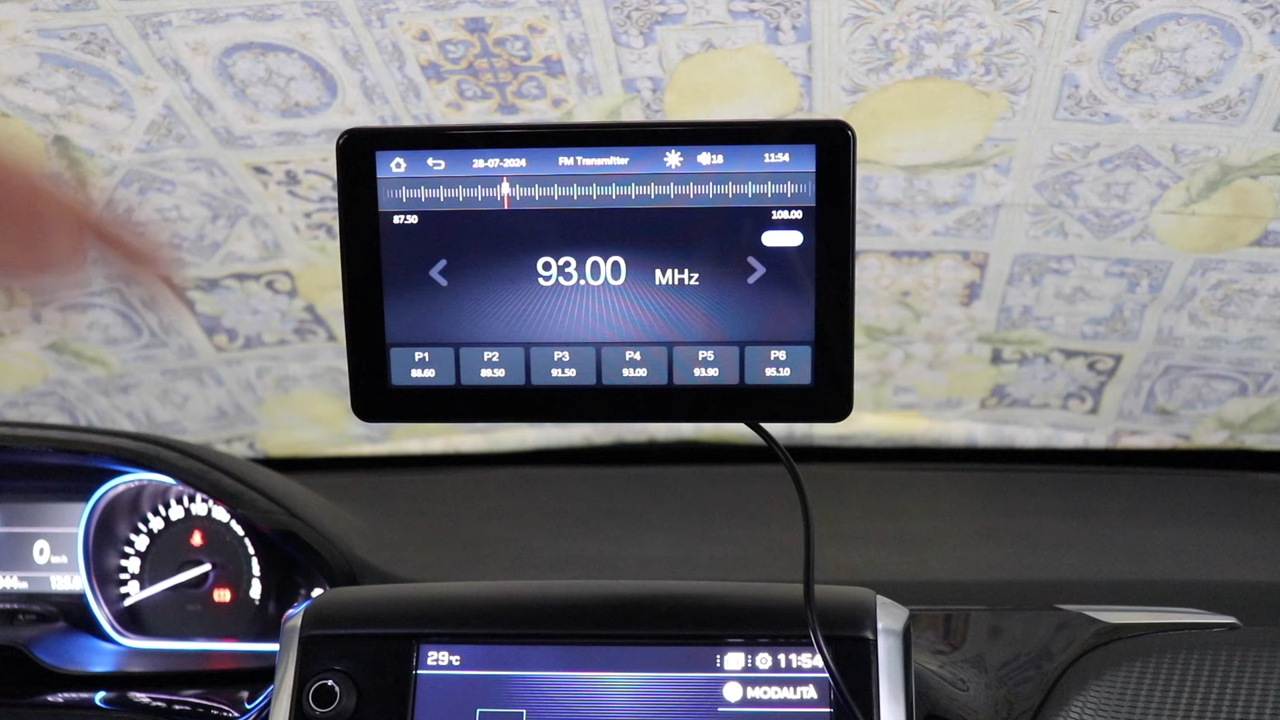 28-07-2024 FM Transmitter 18 11:54
87.50 108.00
93.00 MHz
P1 P2 P3 P4 P5 P6
88.60 89.50 91.50 93.00 93.90 95.10
0 km/h
29°C 11:54
MODALITÀ